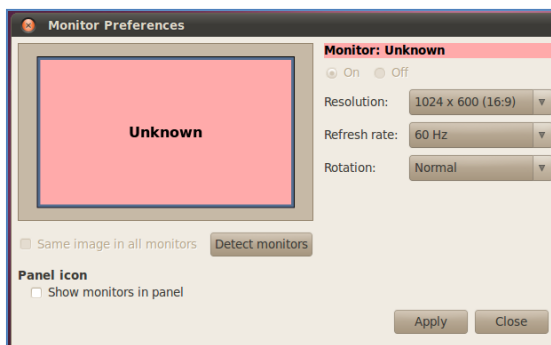 Monitor Preferences
Monitor: Unknown
On Off
Resolution: 1024 x 600 (16:9)
Unknown
Refresh rate: 60 Hz
Rotation: Normal
Same image in all monitors Detect monitors
Panel icon
Show monitors in panel
Apply Close